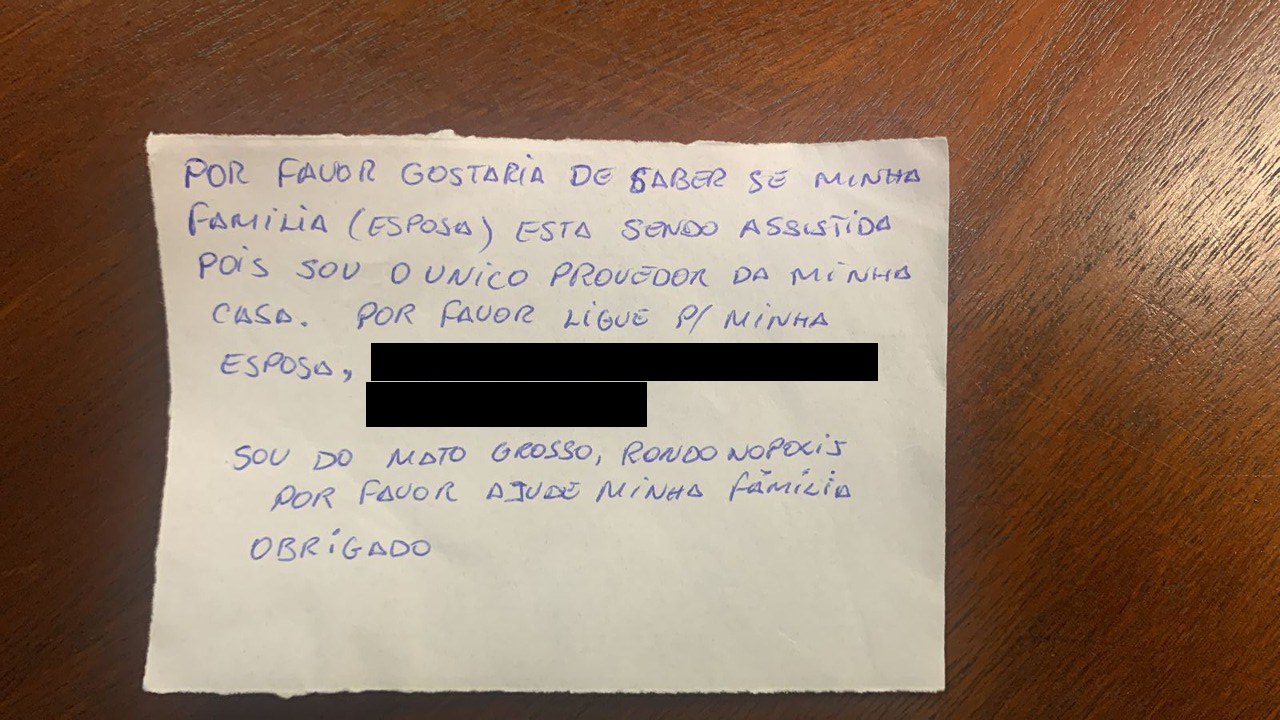 POR FAVOR GOSTARIA DE SABER SE MINHA
FAMILIA (ESPOSA) ESTA SENDO ASSISTIDA
POIS SOU O UNICO PROVEDOR DA MINHA
CASA. POR FAVOR LIGUE P/ MINHA
ESPOSA,
SOU DO MATO GROSSO, RONDONOPOLIS
POR FAVOR AJUDE MINHA FAMÍLIA
OBRIGADO